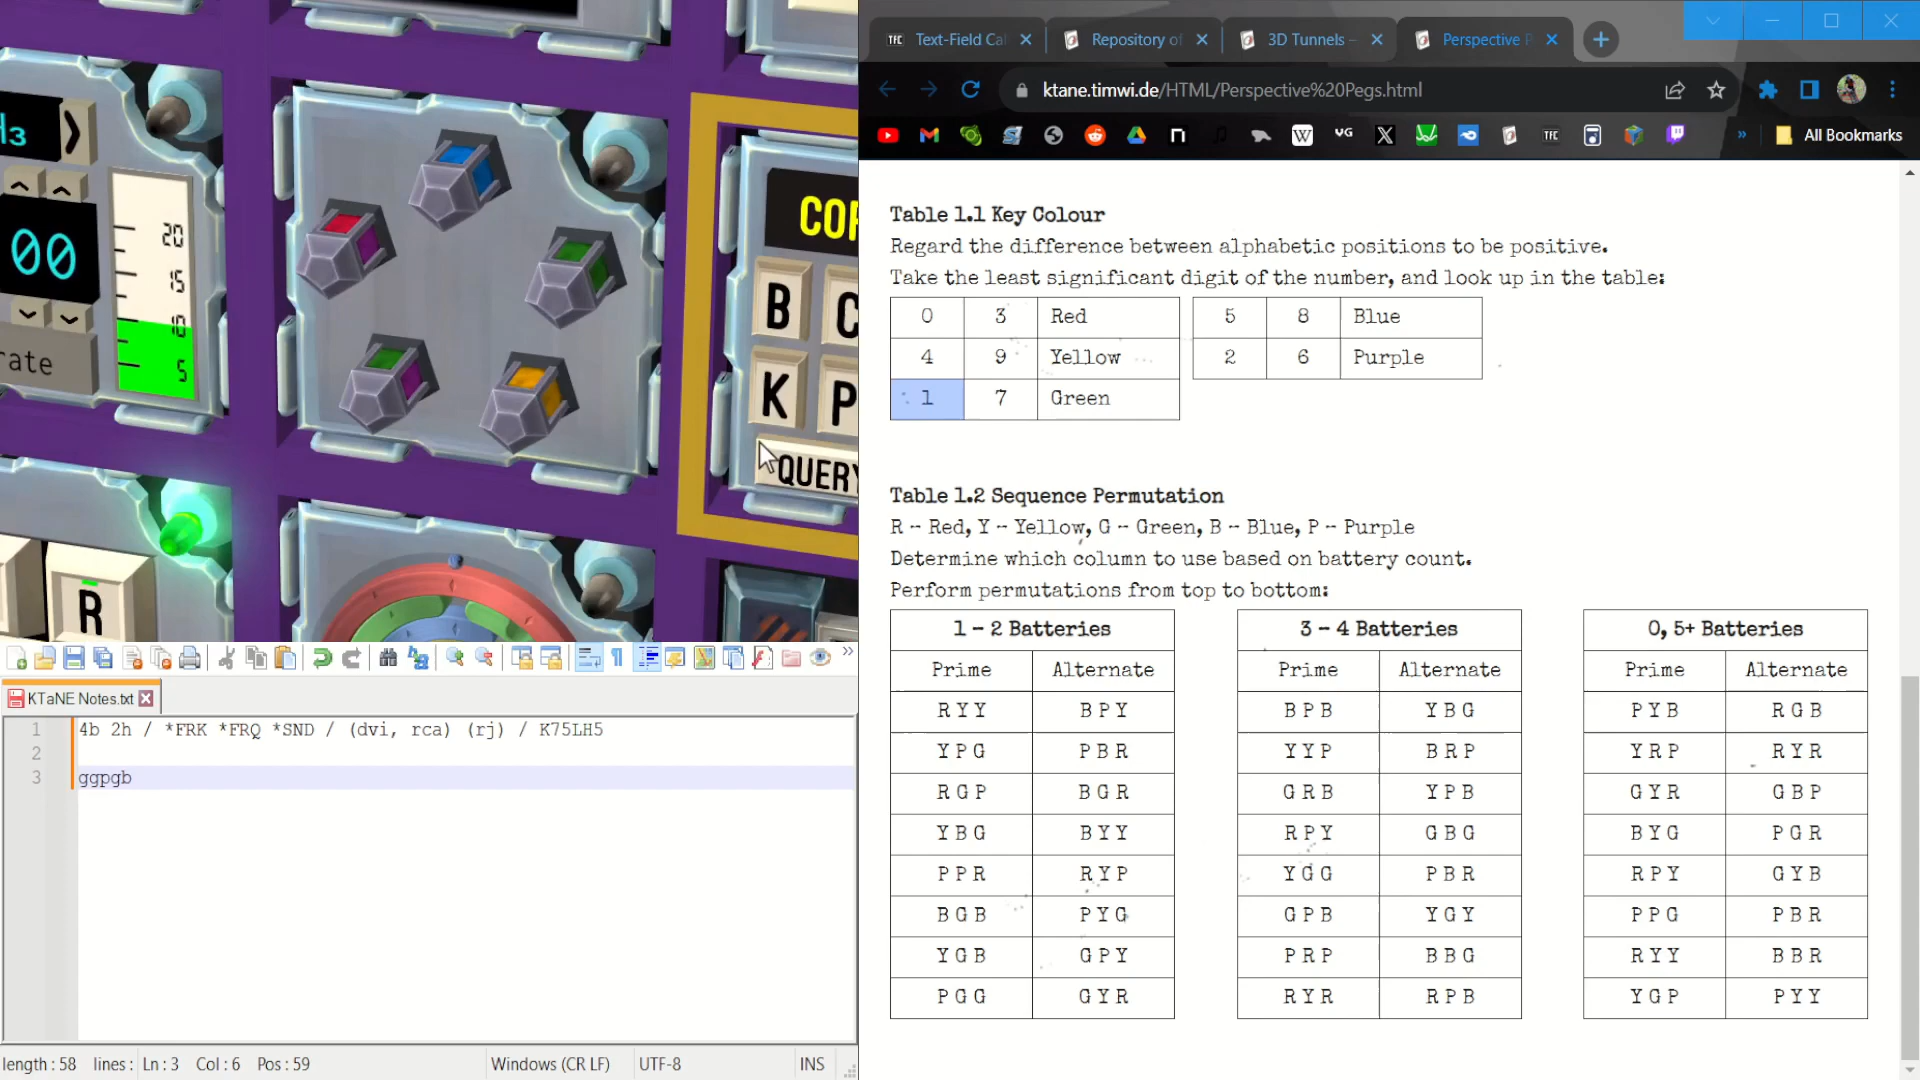 H3
00
20
15
10
5
rate
R
COR
B
C
K
P
QUERY
KTaNE Notes.txt
1 4b 2h / *FRK *FRQ *SND / (dvi, rca) (rj) / K75LH5
2
3 ggpgb
length : 58 lines : Ln : 3 Col : 6 Pos : 59 Windows (CR LF) UTF-8 INS
TFC Text-Field Cal
Repository of
3D Tunnels –
Perspective P
ktane.timwi.de/HTML/Perspective%20Pegs.html
W VG X TFC » All Bookmarks
Table 1.1 Key Colour
Regard the difference between alphabetic positions to be positive.
Take the least significant digit of the number, and look up in the table:
0 3 Red 5 8 Blue
4 9 Yellow 2 6 Purple
1 7 Green
Table 1.2 Sequence Permutation
R - Red, Y - Yellow, G - Green, B - Blue, P - Purple
Determine which column to use based on battery count.
Perform permutations from top to bottom:
1 - 2 Batteries 3 - 4 Batteries 0, 5+ Batteries
Prime Alternate Prime Alternate Prime Alternate
R Y Y B P Y B P B Y B G P Y B R G B
Y P G P B R Y Y P B R P Y R P R Y R
R G P B G R G R B Y P B G Y R G B P
Y B G B Y Y R P Y G B G B Y G P G R
P P R R Y P Y G G P B R R P Y G Y B
B G B P Y G G P B Y G Y P P G P B R
Y G B G P Y P R P B B G R Y Y B B R
P G G G Y R R Y R R P B Y G P P Y Y